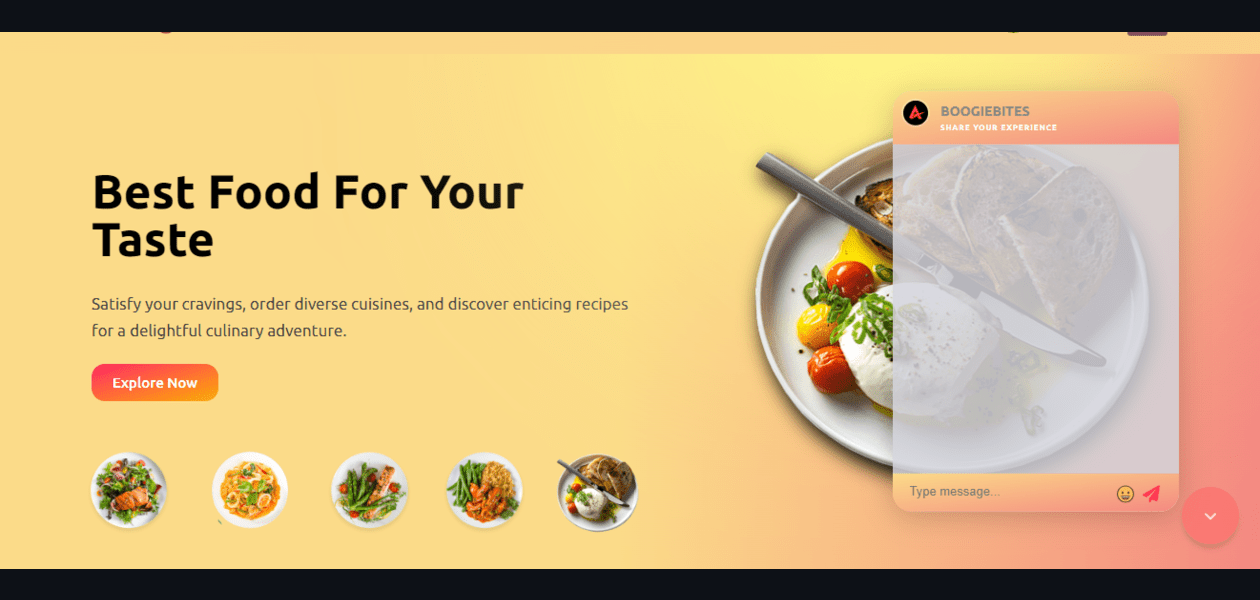 Best Food For Your
Taste
Satisfy your cravings, order diverse cuisines, and discover enticing recipes
for a delightful culinary adventure.
Explore Now
BOOGIEBITES
SHARE YOUR EXPERIENCE
Type message...